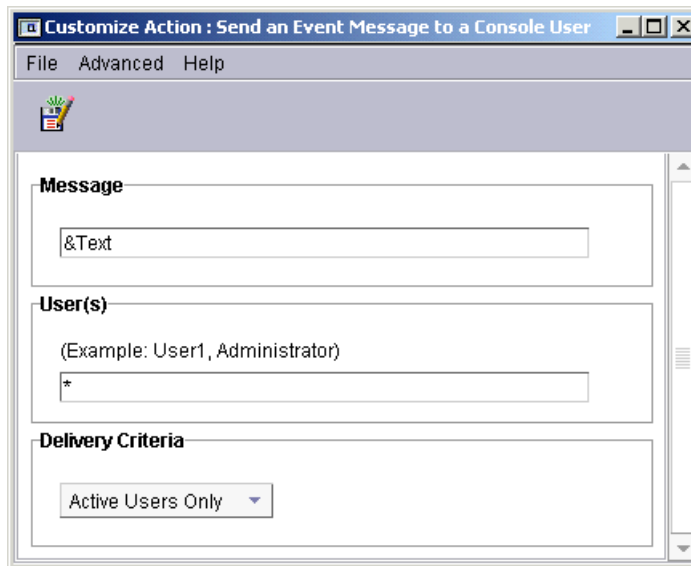 Customize Action : Send an Event Message to a Console User
File Advanced Help
Message
&Text
User(s)
(Example: User1, Administrator)
*
Delivery Criteria
Active Users Only